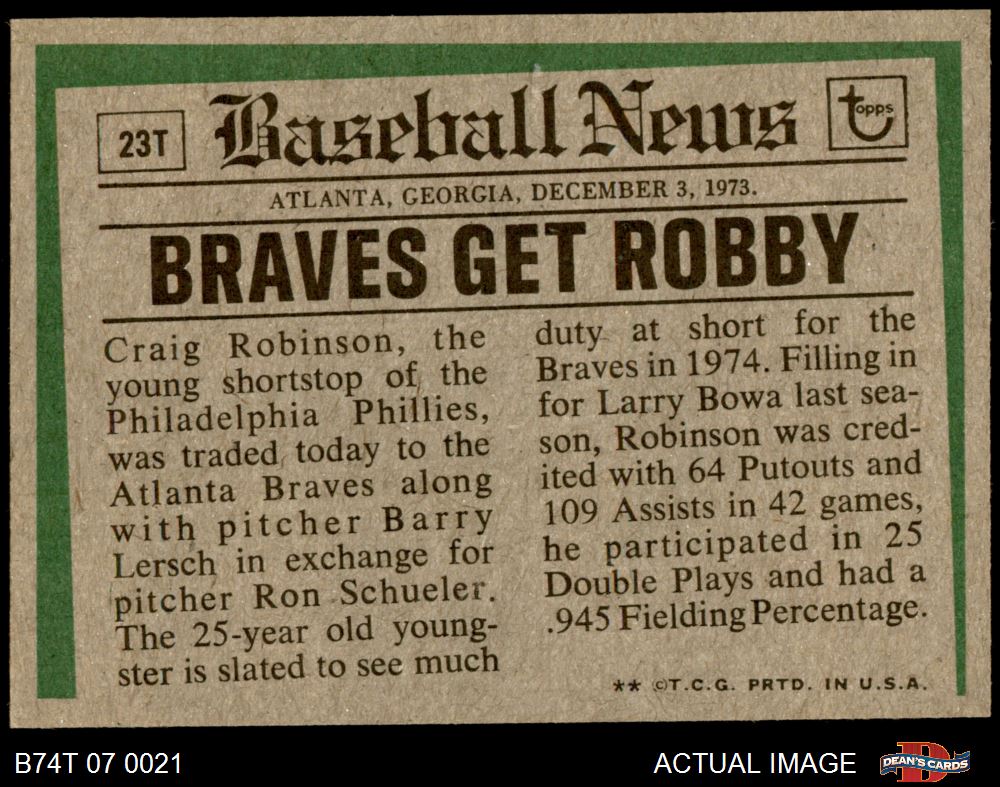 23T
Baseball News
topps
ATLANTA, GEORGIA, DECEMBER 3, 1973.
BRAVES GET ROBBY
Craig Robinson, the
young shortstop of the
Philadelphia Phillies,
was traded today to the
Atlanta Braves along
with pitcher Barry
Lersch in exchange for
pitcher Ron Schueler.
The 25-year old young-
ster is slated to see much
duty at short for the
Braves in 1974. Filling in
for Larry Bowa last sea-
son, Robinson was cred-
ited with 64 Putouts and
109 Assists in 42 games,
he participated in 25
Double Plays and had a
.945 Fielding Percentage.
** ©T.C.G. PRTD. IN U.S.A.
B74T 07 0021
ACTUAL IMAGE
D
DEAN'S CARDS